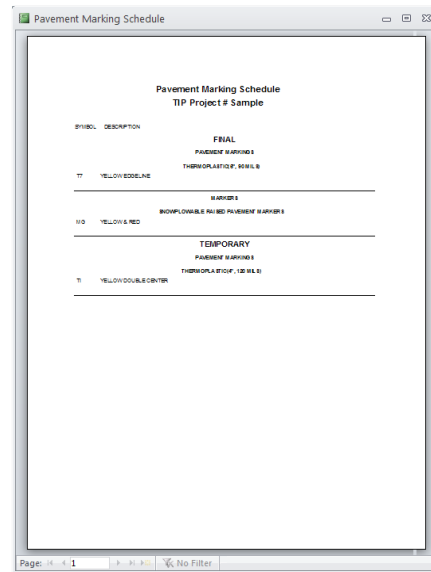 Pavement Marking Schedule
Pavement Marking Schedule
TIP Project # Sample
SYMBOL DESCRIPTION
FINAL
PAVEMENT MARKINGS
THERMOPLASTIC(6", 90 MILS)
T7 YELLOW EDGELINE
MARKERS
SNOWPLOWABLE RAISED PAVEMENT MARKERS
MG YELLOW & RED
TEMPORARY
PAVEMENT MARKINGS
THERMOPLASTIC(4", 120 MILS)
TI YELLOW DOUBLE CENTER
Page: 1 No Filter